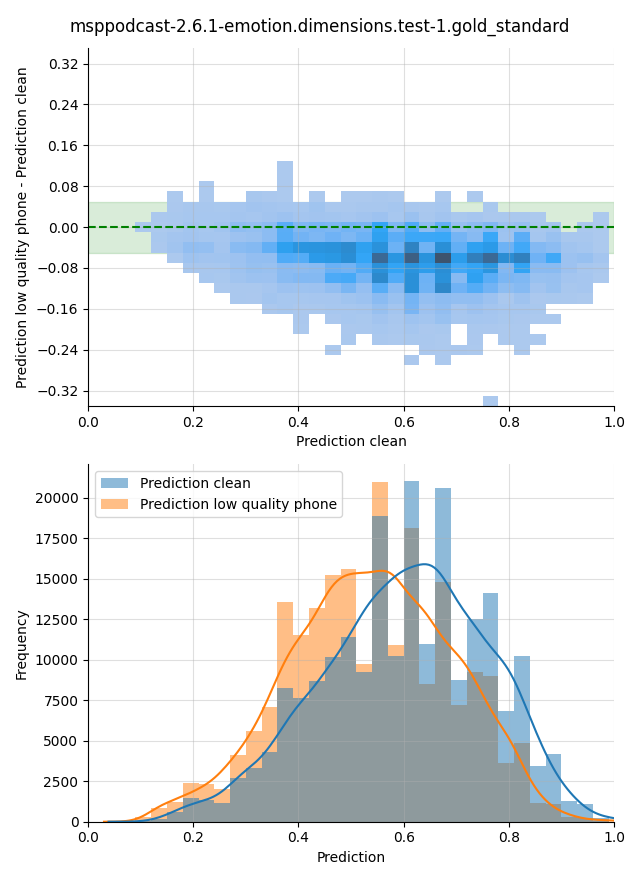 msppodcast-2.6.1-emotion.dimensions.test-1.gold_standard
Prediction low quality phone - Prediction clean
0.32
0.24
0.16
0.08
0.00
−0.08
−0.16
−0.24
−0.32
0.0 0.2 0.4 0.6 0.8 1.0
Prediction clean
Prediction clean
Prediction low quality phone
Frequency
20000
17500
15000
12500
10000
7500
5000
2500
0
0.0 0.2 0.4 0.6 0.8 1.0
Prediction